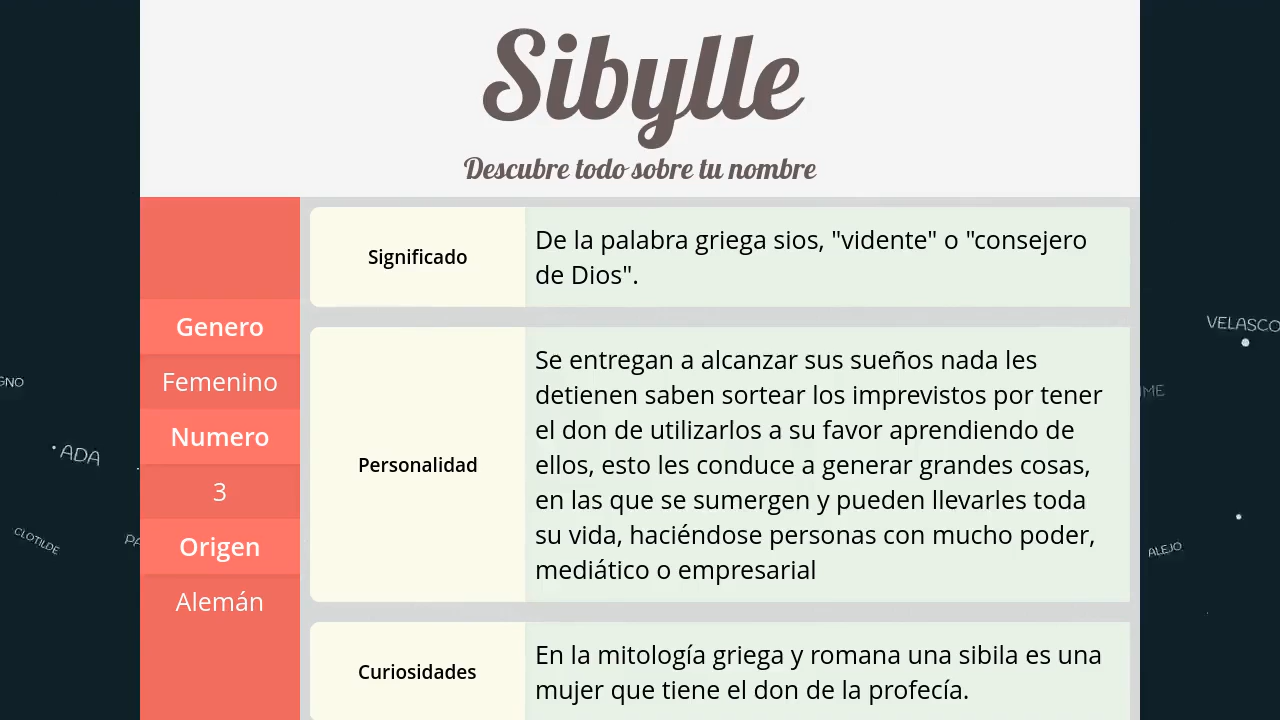 Sibylle
Descubre todo sobre tu nombre
Genero
Femenino
Numero
3
Origen
Alemán
Significado
De la palabra griega sios, "vidente" o "consejero
de Dios".
Personalidad
Se entregan a alcanzar sus sueños nada les
detienen saben sortear los imprevistos por tener
el don de utilizarlos a su favor aprendiendo de
ellos, esto les conduce a generar grandes cosas,
en las que se sumergen y pueden llevarles toda
su vida, haciéndose personas con mucho poder,
mediático o empresarial
Curiosidades
En la mitología griega y romana una sibila es una
mujer que tiene el don de la profecía.
ADA
CLOTILDE
VELASCO
ALEJO